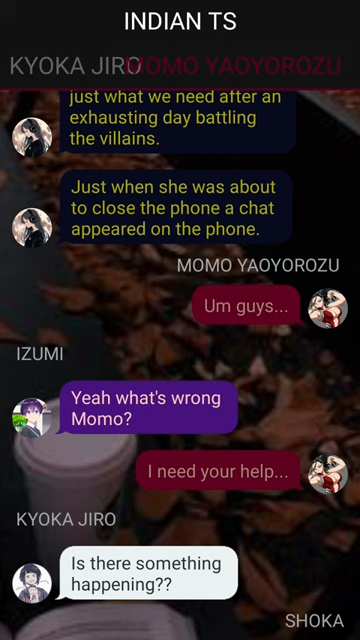 INDIAN TS
KYOKA JIRO MOMO YAOYOROZU
just what we need after an
exhausting day battling
the villains.
Just when she was about
to close the phone a chat
appeared on the phone.
MOMO YAOYOROZU
Um guys...
IZUMI
Yeah what's wrong
Momo?
I need your help...
KYOKA JIRO
Is there something
happening??
SHOKA